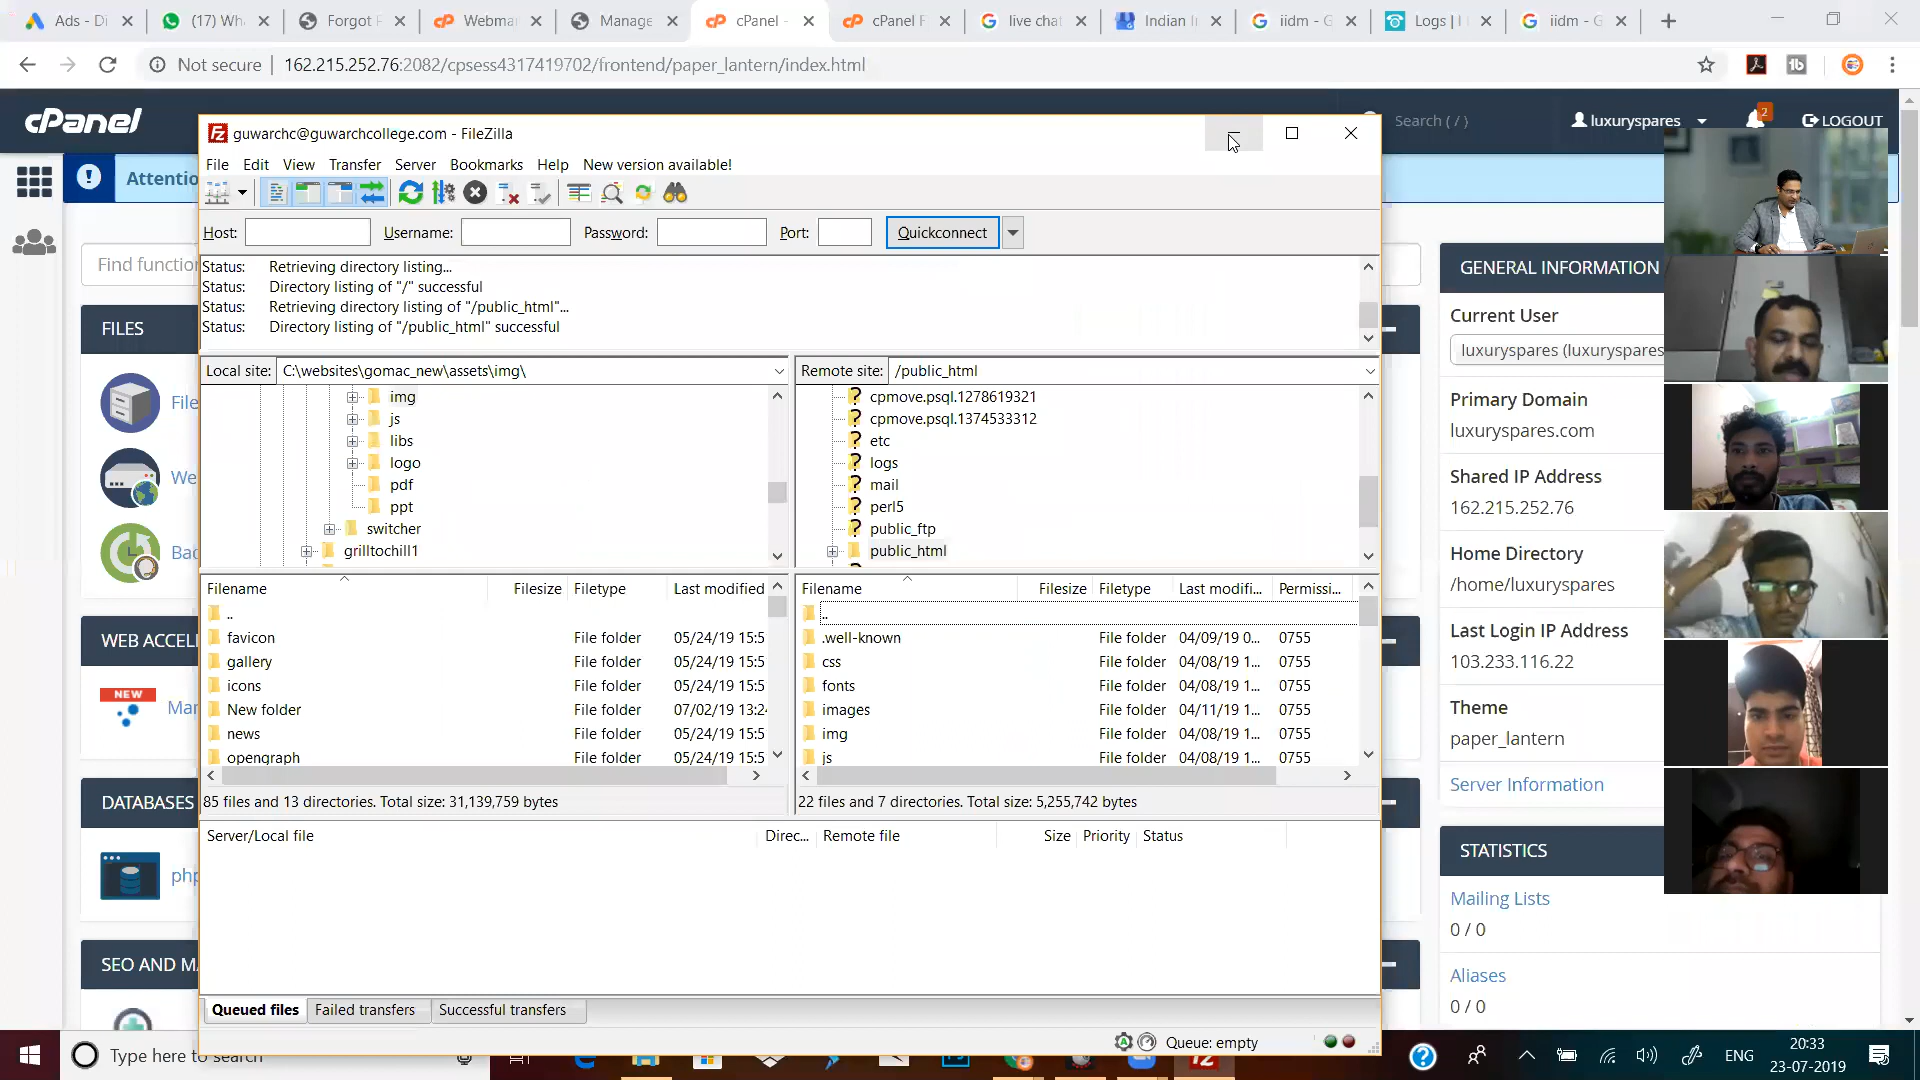 Ads - Di
(17) Wh
Forgot P
Webmai
Manage
cPanel -
cPanel F
live chat
Indian I
iidm - G
Logs |
iidm - G
Not secure | 162.215.252.76:2082/cpsess4317419702/frontend/paper_lantern/index.html
cPanel
Search ( / )
luxuryspares
2
LOGOUT
Attentio
Find function
FILES
File
We
Bac
WEB ACCEL
NEW
Man
DATABASES
php
SEO AND MA
guwarchc@guwarchcollege.com - FileZilla
File Edit View Transfer Server Bookmarks Help New version available!
Host: Username: Password: Port: Quickconnect
Status: Retrieving directory listing...
Status: Directory listing of "/" successful
Status: Retrieving directory listing of "/public_html"...
Status: Directory listing of "/public_html" successful
Local site: C:\websites\gomac_new\assets\img\
img
js
libs
logo
pdf
ppt
switcher
grilltochill1
Remote site: /public_html
cpmove.psql.1278619321
cpmove.psql.1374533312
etc
logs
mail
perl5
public_ftp
public_html
Filename Filesize Filetype Last modified
..
favicon File folder 05/24/19 15:5
gallery File folder 05/24/19 15:5
icons File folder 05/24/19 15:5
New folder File folder 07/02/19 13:24
news File folder 05/24/19 15:5
opengraph File folder 05/24/19 15:5
85 files and 13 directories. Total size: 31,139,759 bytes
Filename Filesize Filetype Last modifi... Permissi...
..
.well-known File folder 04/09/19 0... 0755
css File folder 04/08/19 1... 0755
fonts File folder 04/08/19 1... 0755
images File folder 04/11/19 1... 0755
img File folder 04/08/19 1... 0755
js File folder 04/08/19 1... 0755
22 files and 7 directories. Total size: 5,255,742 bytes
Server/Local file Direc... Remote file Size Priority Status
Queued files Failed transfers Successful transfers
Queue: empty
GENERAL INFORMATION
Current User
luxuryspares (luxuryspares
Primary Domain
luxuryspares.com
Shared IP Address
162.215.252.76
Home Directory
/home/luxuryspares
Last Login IP Address
103.233.116.22
Theme
paper_lantern
Server Information
STATISTICS
Mailing Lists
0 / 0
Aliases
0 / 0
Type here to search
ENG
20:33
23-07-2019